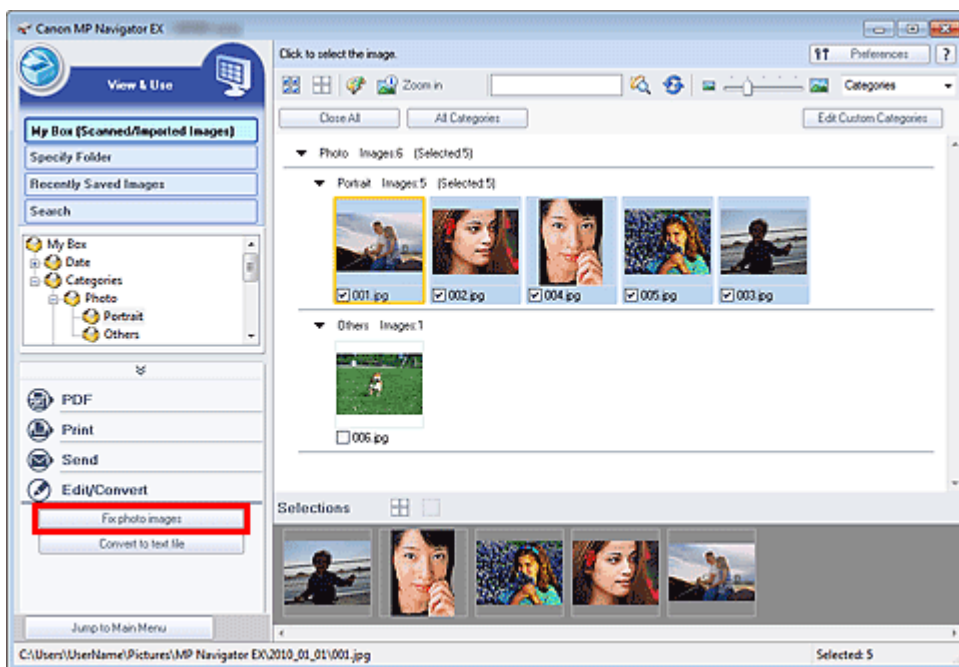 Canon MP Navigator EX
View & Use
My Box (Scanned/Imported Images)
Specify Folder
Recently Saved Images
Search
My Box
Date
Categories
Photo
Portrait
Others
PDF
Print
Send
Edit/Convert
Fix photo images
Convert to text file
Jump to Main Menu
Click to select the image.
Preferences
?
Zoom in
Categories
Close All
All Categories
Edit Custom Categories
Photo Images:6 (Selected:5)
Portrait Images:5 (Selected:5)
001.jpg
002.jpg
004.jpg
005.jpg
003.jpg
Others Images:1
006.jpg
Selections
C:\Users\UserName\Pictures\MP Navigator EX\2010_01_01\001.jpg
Selected: 5